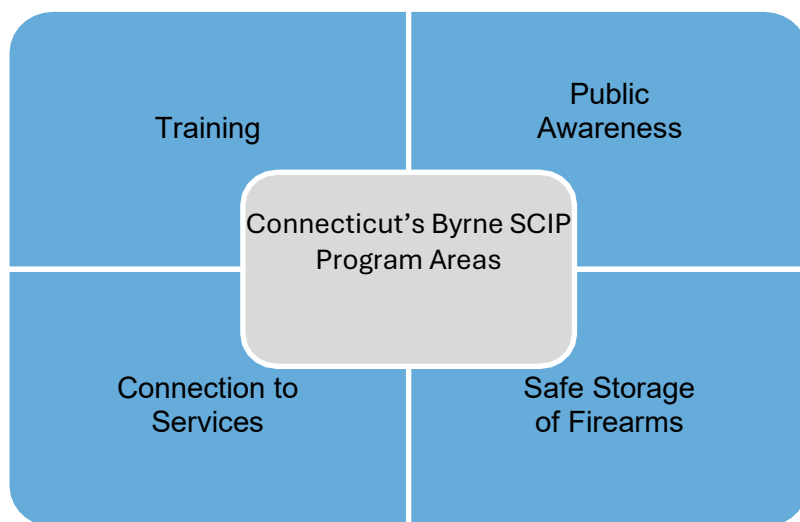 Training
Public
Awareness
Connecticut’s Byrne SCIP
Program Areas
Connection to
Services
Safe Storage
of Firearms